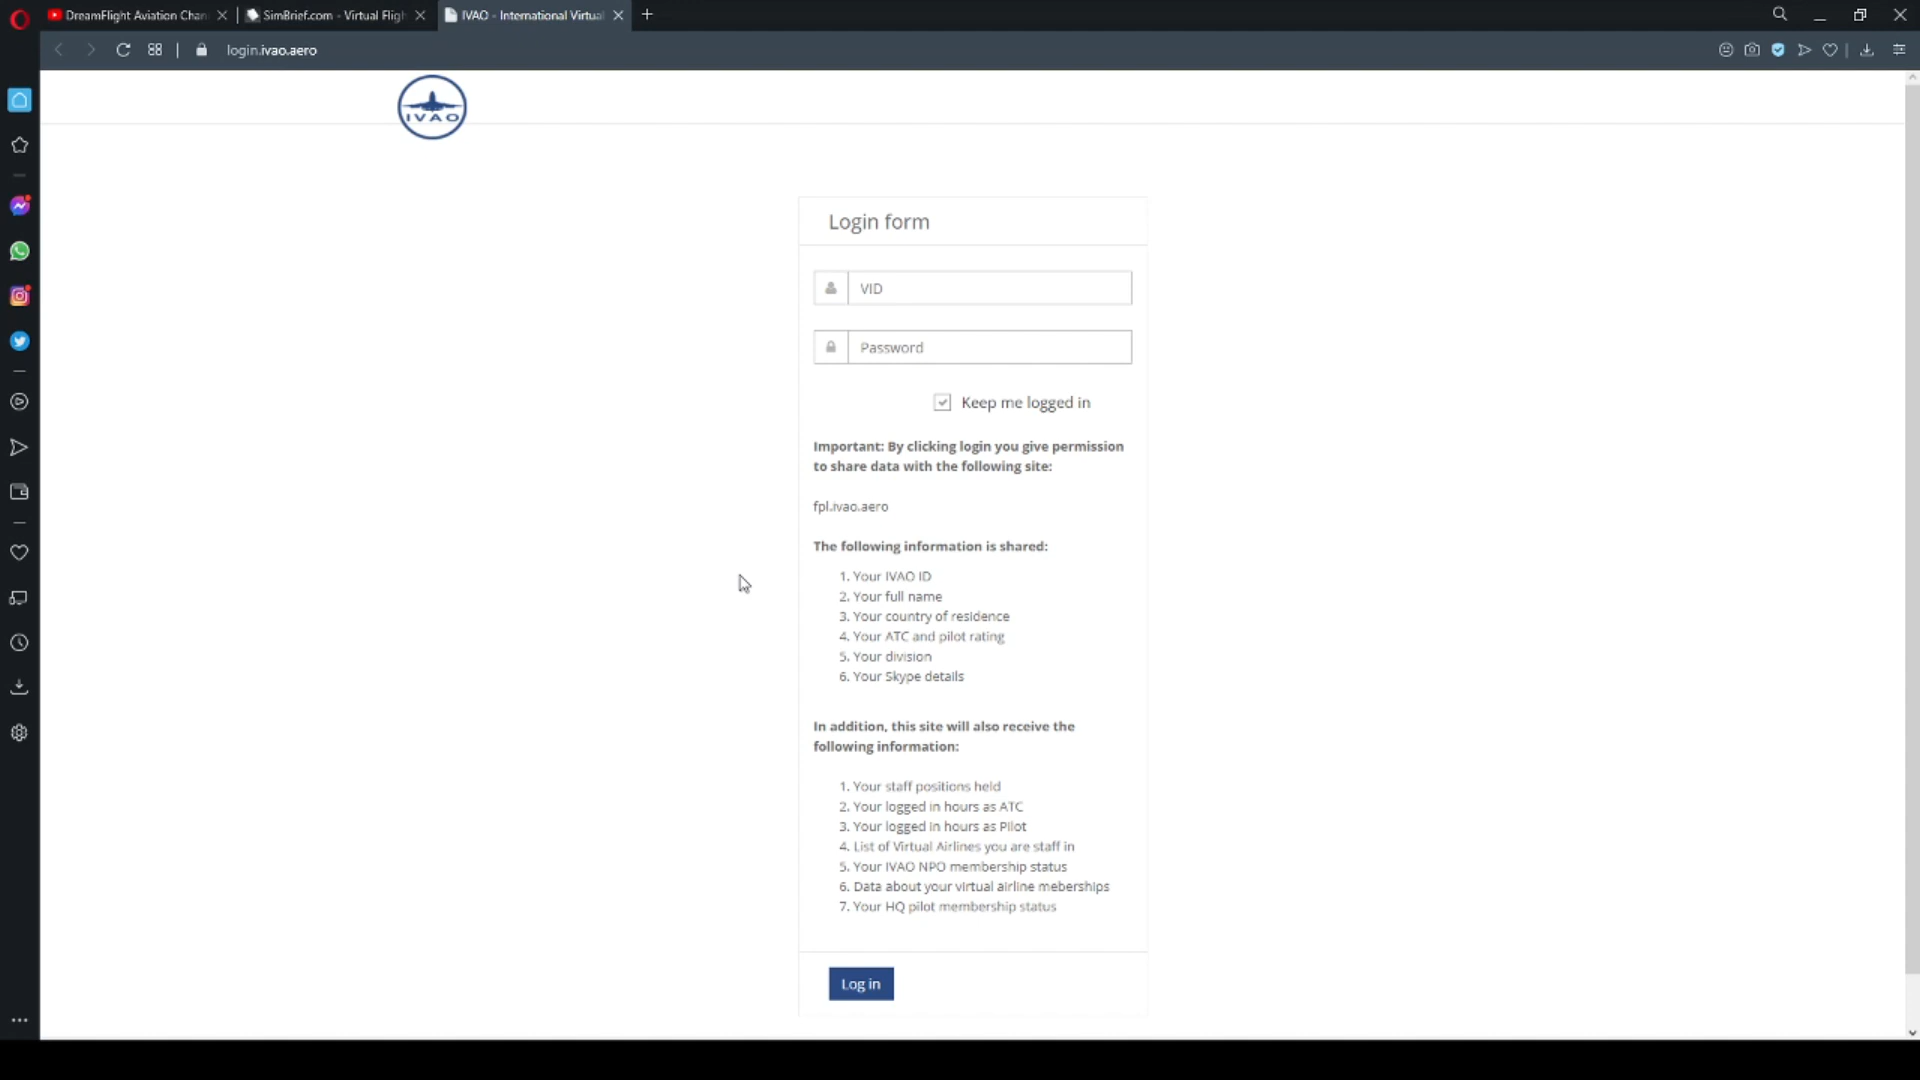 DreamFlight Aviation Chan
SimBrief.com - Virtual Fligh
IVAO - International Virtual
login.ivao.aero
IVAO
Login form
VID
Password
Keep me logged in
Important: By clicking login you give permission
to share data with the following site:
fpl.ivao.aero
The following information is shared:
1. Your IVAO ID
2. Your full name
3. Your country of residence
4. Your ATC and pilot rating
5. Your division
6. Your Skype details
In addition, this site will also receive the
following information:
1. Your staff positions held
2. Your logged in hours as ATC
3. Your logged in hours as Pilot
4. List of Virtual Airlines you are staff in
5. Your IVAO NPO membership status
6. Data about your virtual airline meberships
7. Your HQ pilot membership status
Log in